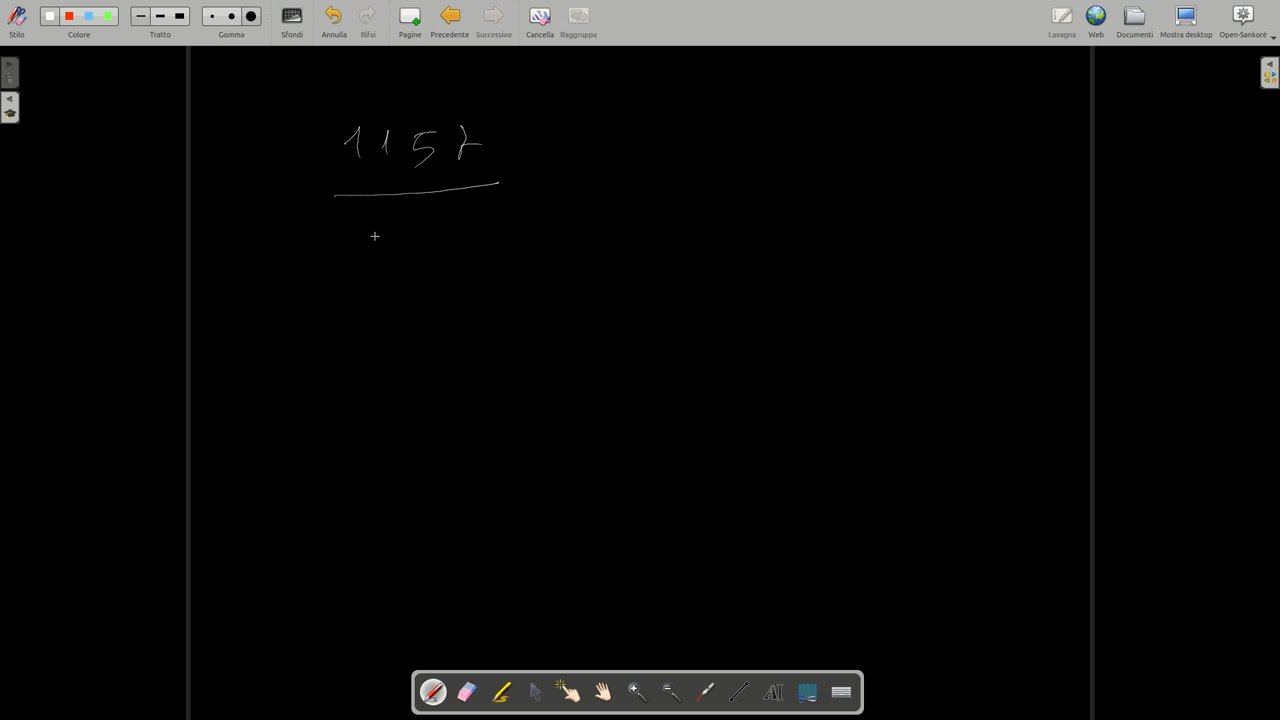 Stilo Colore Tratto Gomma Sfondi Annulla Rifai Pagine Precedente Successivo Cancella Raggruppa Lavagna Web Documenti Mostra desktop Open-Sankoré
1157
AI